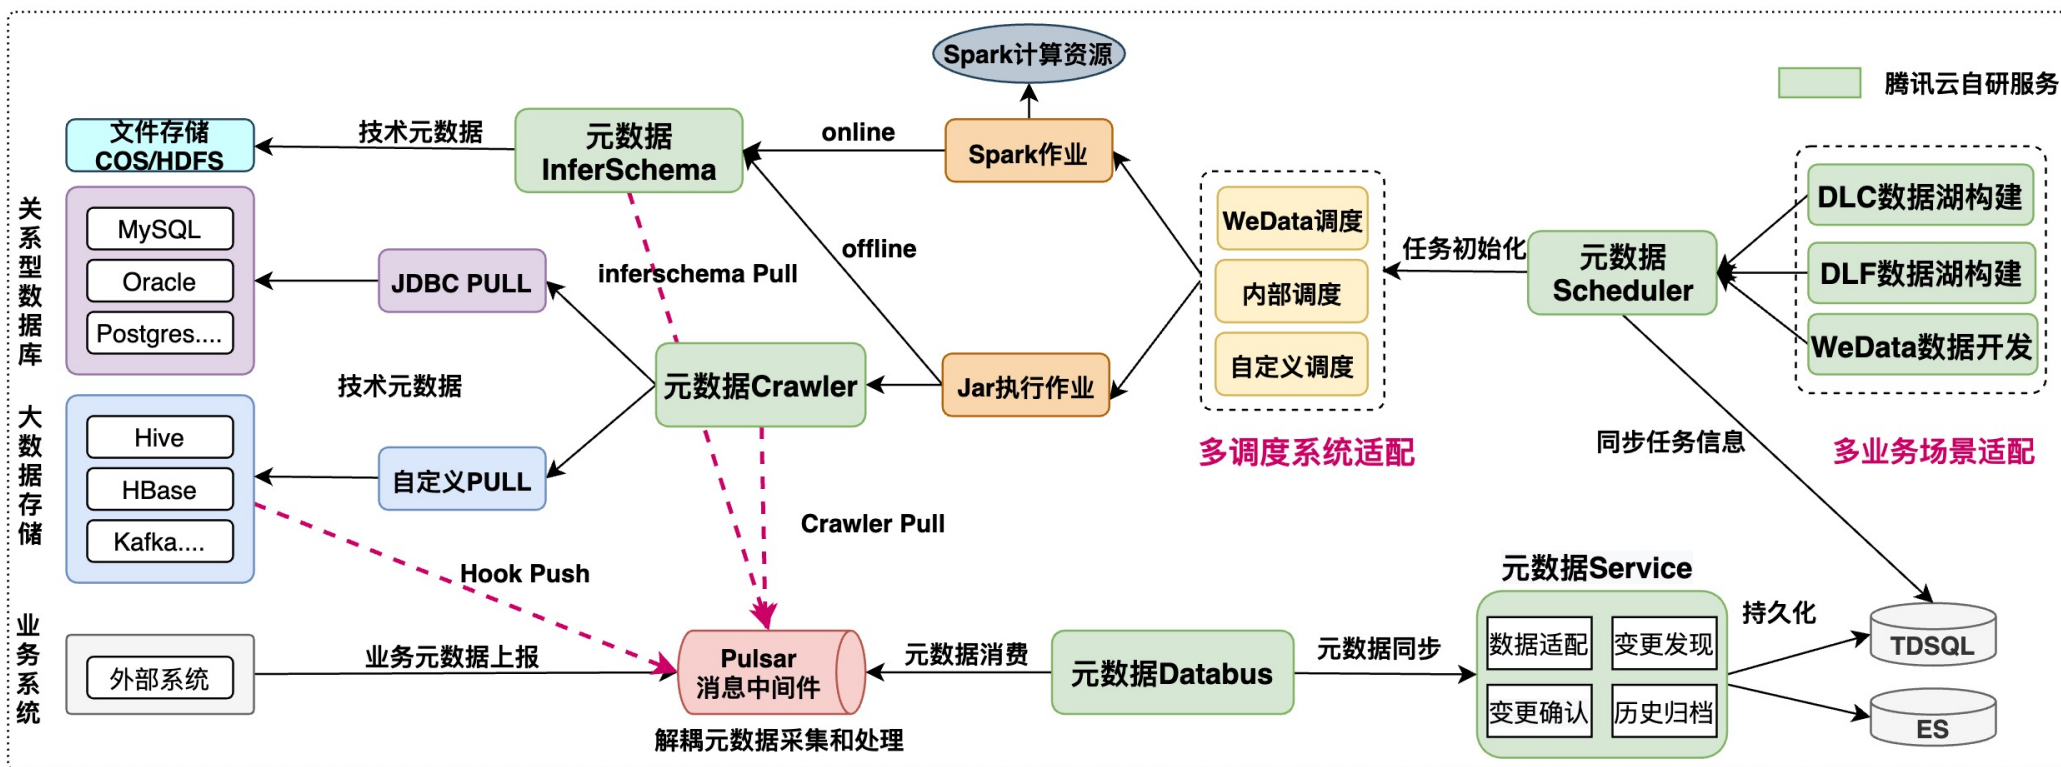 Spark计算资源
腾讯云自研服务
文件存储
COS/HDFS
技术元数据
元数据
InferSchema
online
Spark作业
关系型数据库
MySQL
Oracle
Postgres....
JDBC PULL
inferschema Pull
offline
WeData调度
内部调度
自定义调度
任务初始化
元数据
Scheduler
DLC数据湖构建
DLF数据湖构建
WeData数据开发
技术元数据
元数据Crawler
Jar执行作业
多调度系统适配
同步任务信息
多业务场景适配
大数据存储
Hive
HBase
Kafka....
自定义PULL
Crawler Pull
Hook Push
业务系统
外部系统
业务元数据上报
Pulsar
消息中间件
解耦元数据采集和处理
元数据消费
元数据Databus
元数据同步
元数据Service
数据适配
变更发现
变更确认
历史归档
持久化
TDSQL
ES